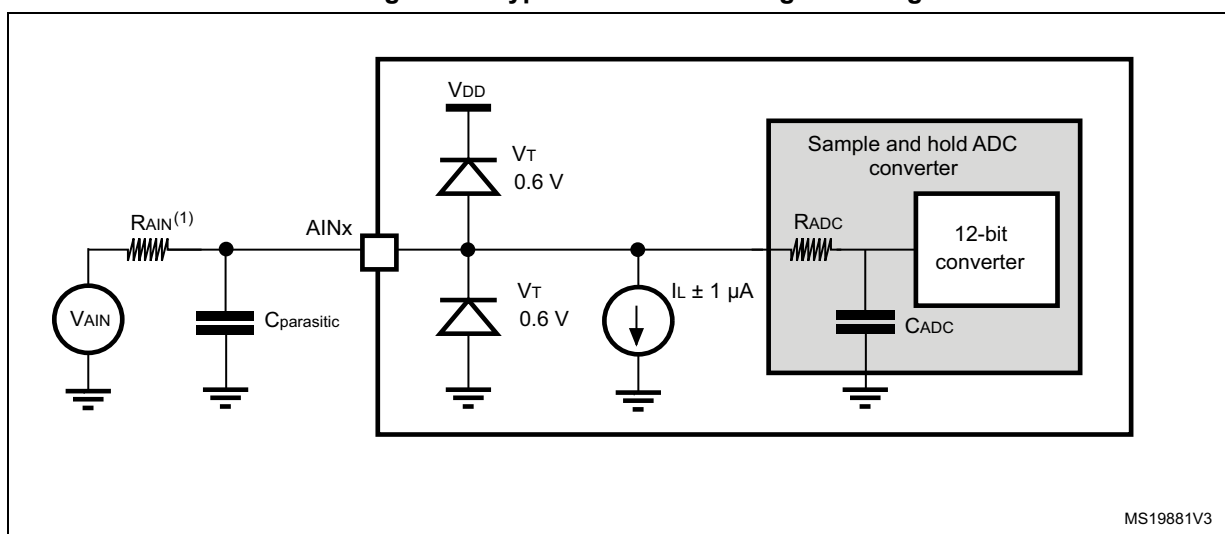 VDD
Sample and hold ADC
converter
VT
0.6 V
RAIN(1)
AINx
RADC
12-bit
converter
IL ± 1 µA
VT
0.6 V
VAIN
Cparasitic
CADC
MS19881V3